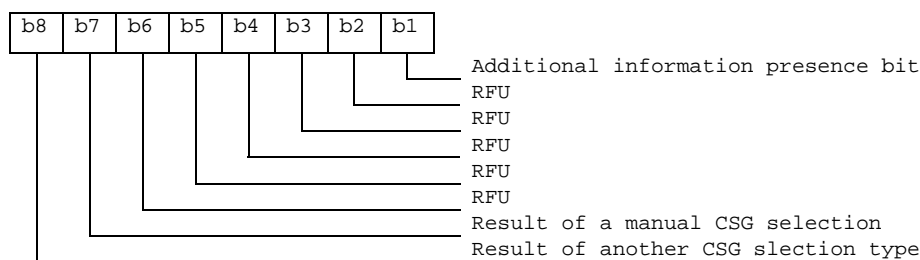 b8 b7 b6 b5 b4 b3 b2 b1
Additional information presence bit
RFU
RFU
RFU
RFU
RFU
Result of a manual CSG selection
Result of another CSG slection type